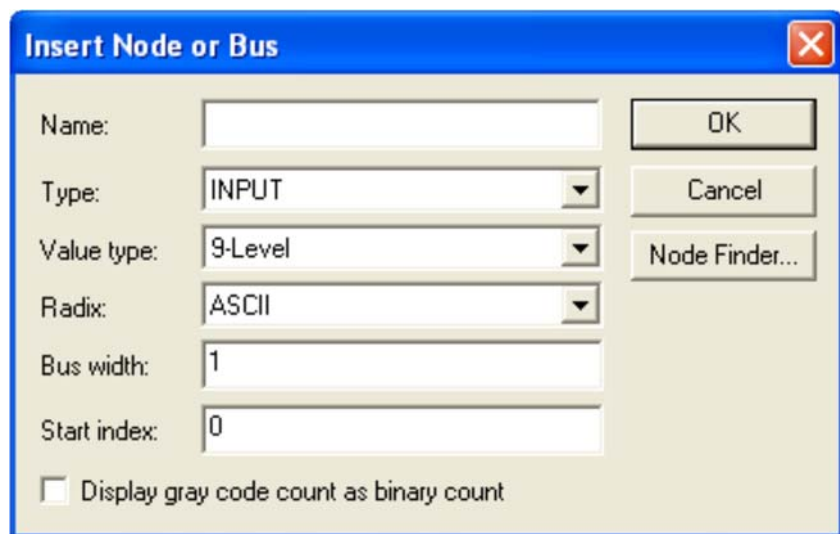 Insert Node or Bus
Name:
OK
Type: INPUT
Cancel
Value type: 9-Level
Node Finder...
Radix: ASCII
Bus width: 1
Start index: 0
Display gray code count as binary count